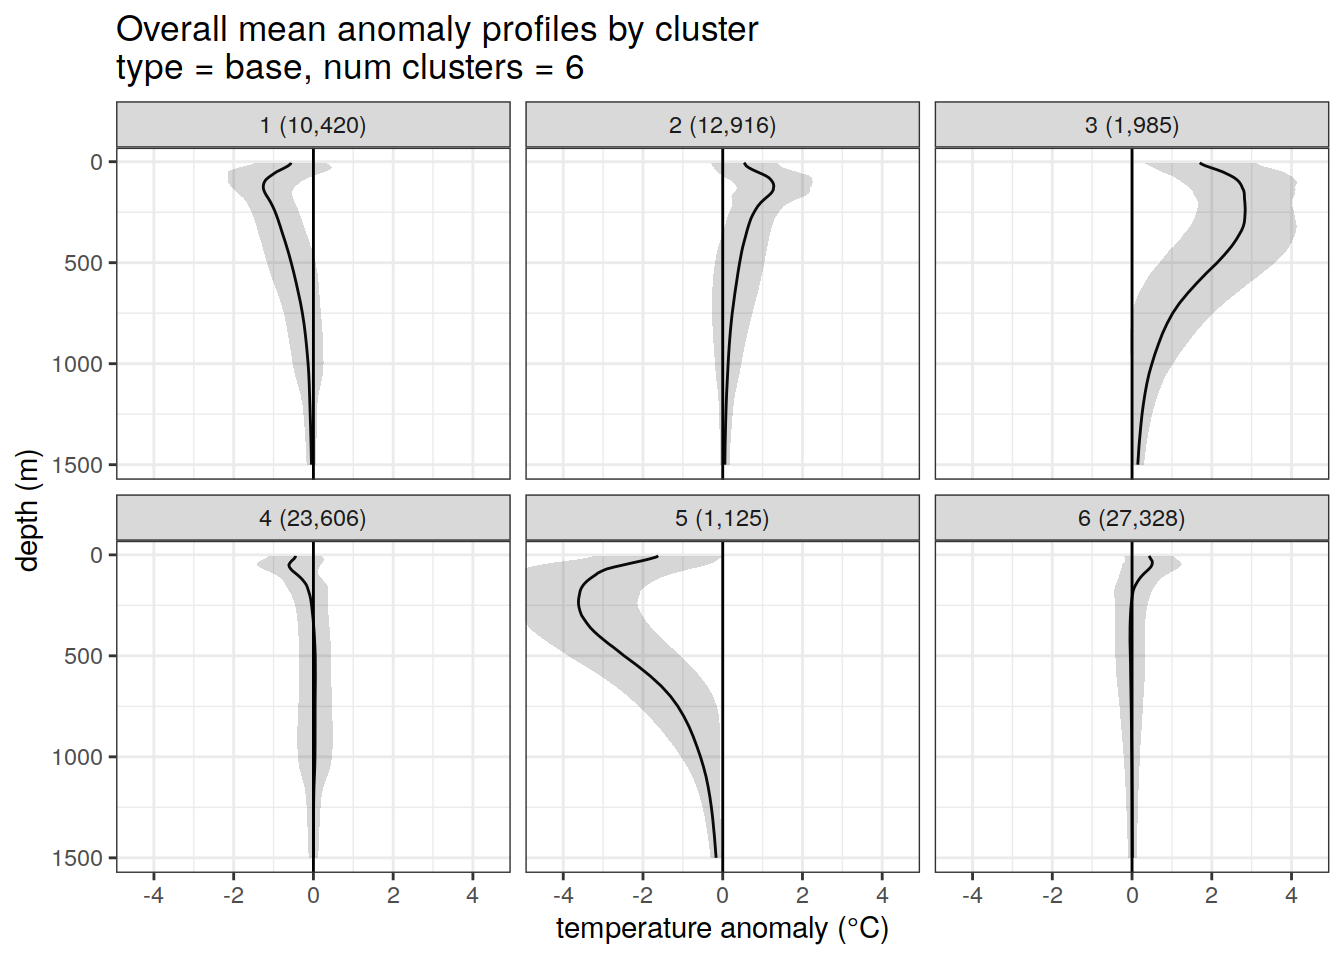 Overall mean anomaly profiles by cluster
type = base, num clusters = 6
1 (10,420)
2 (12,916)
3 (1,985)
0
500
1000
1500
4 (23,606)
5 (1,125)
6 (27,328)
0
500
1000
1500
depth (m)
-4 -2 0 2 4
-4 -2 0 2 4
-4 -2 0 2 4
temperature anomaly (°C)